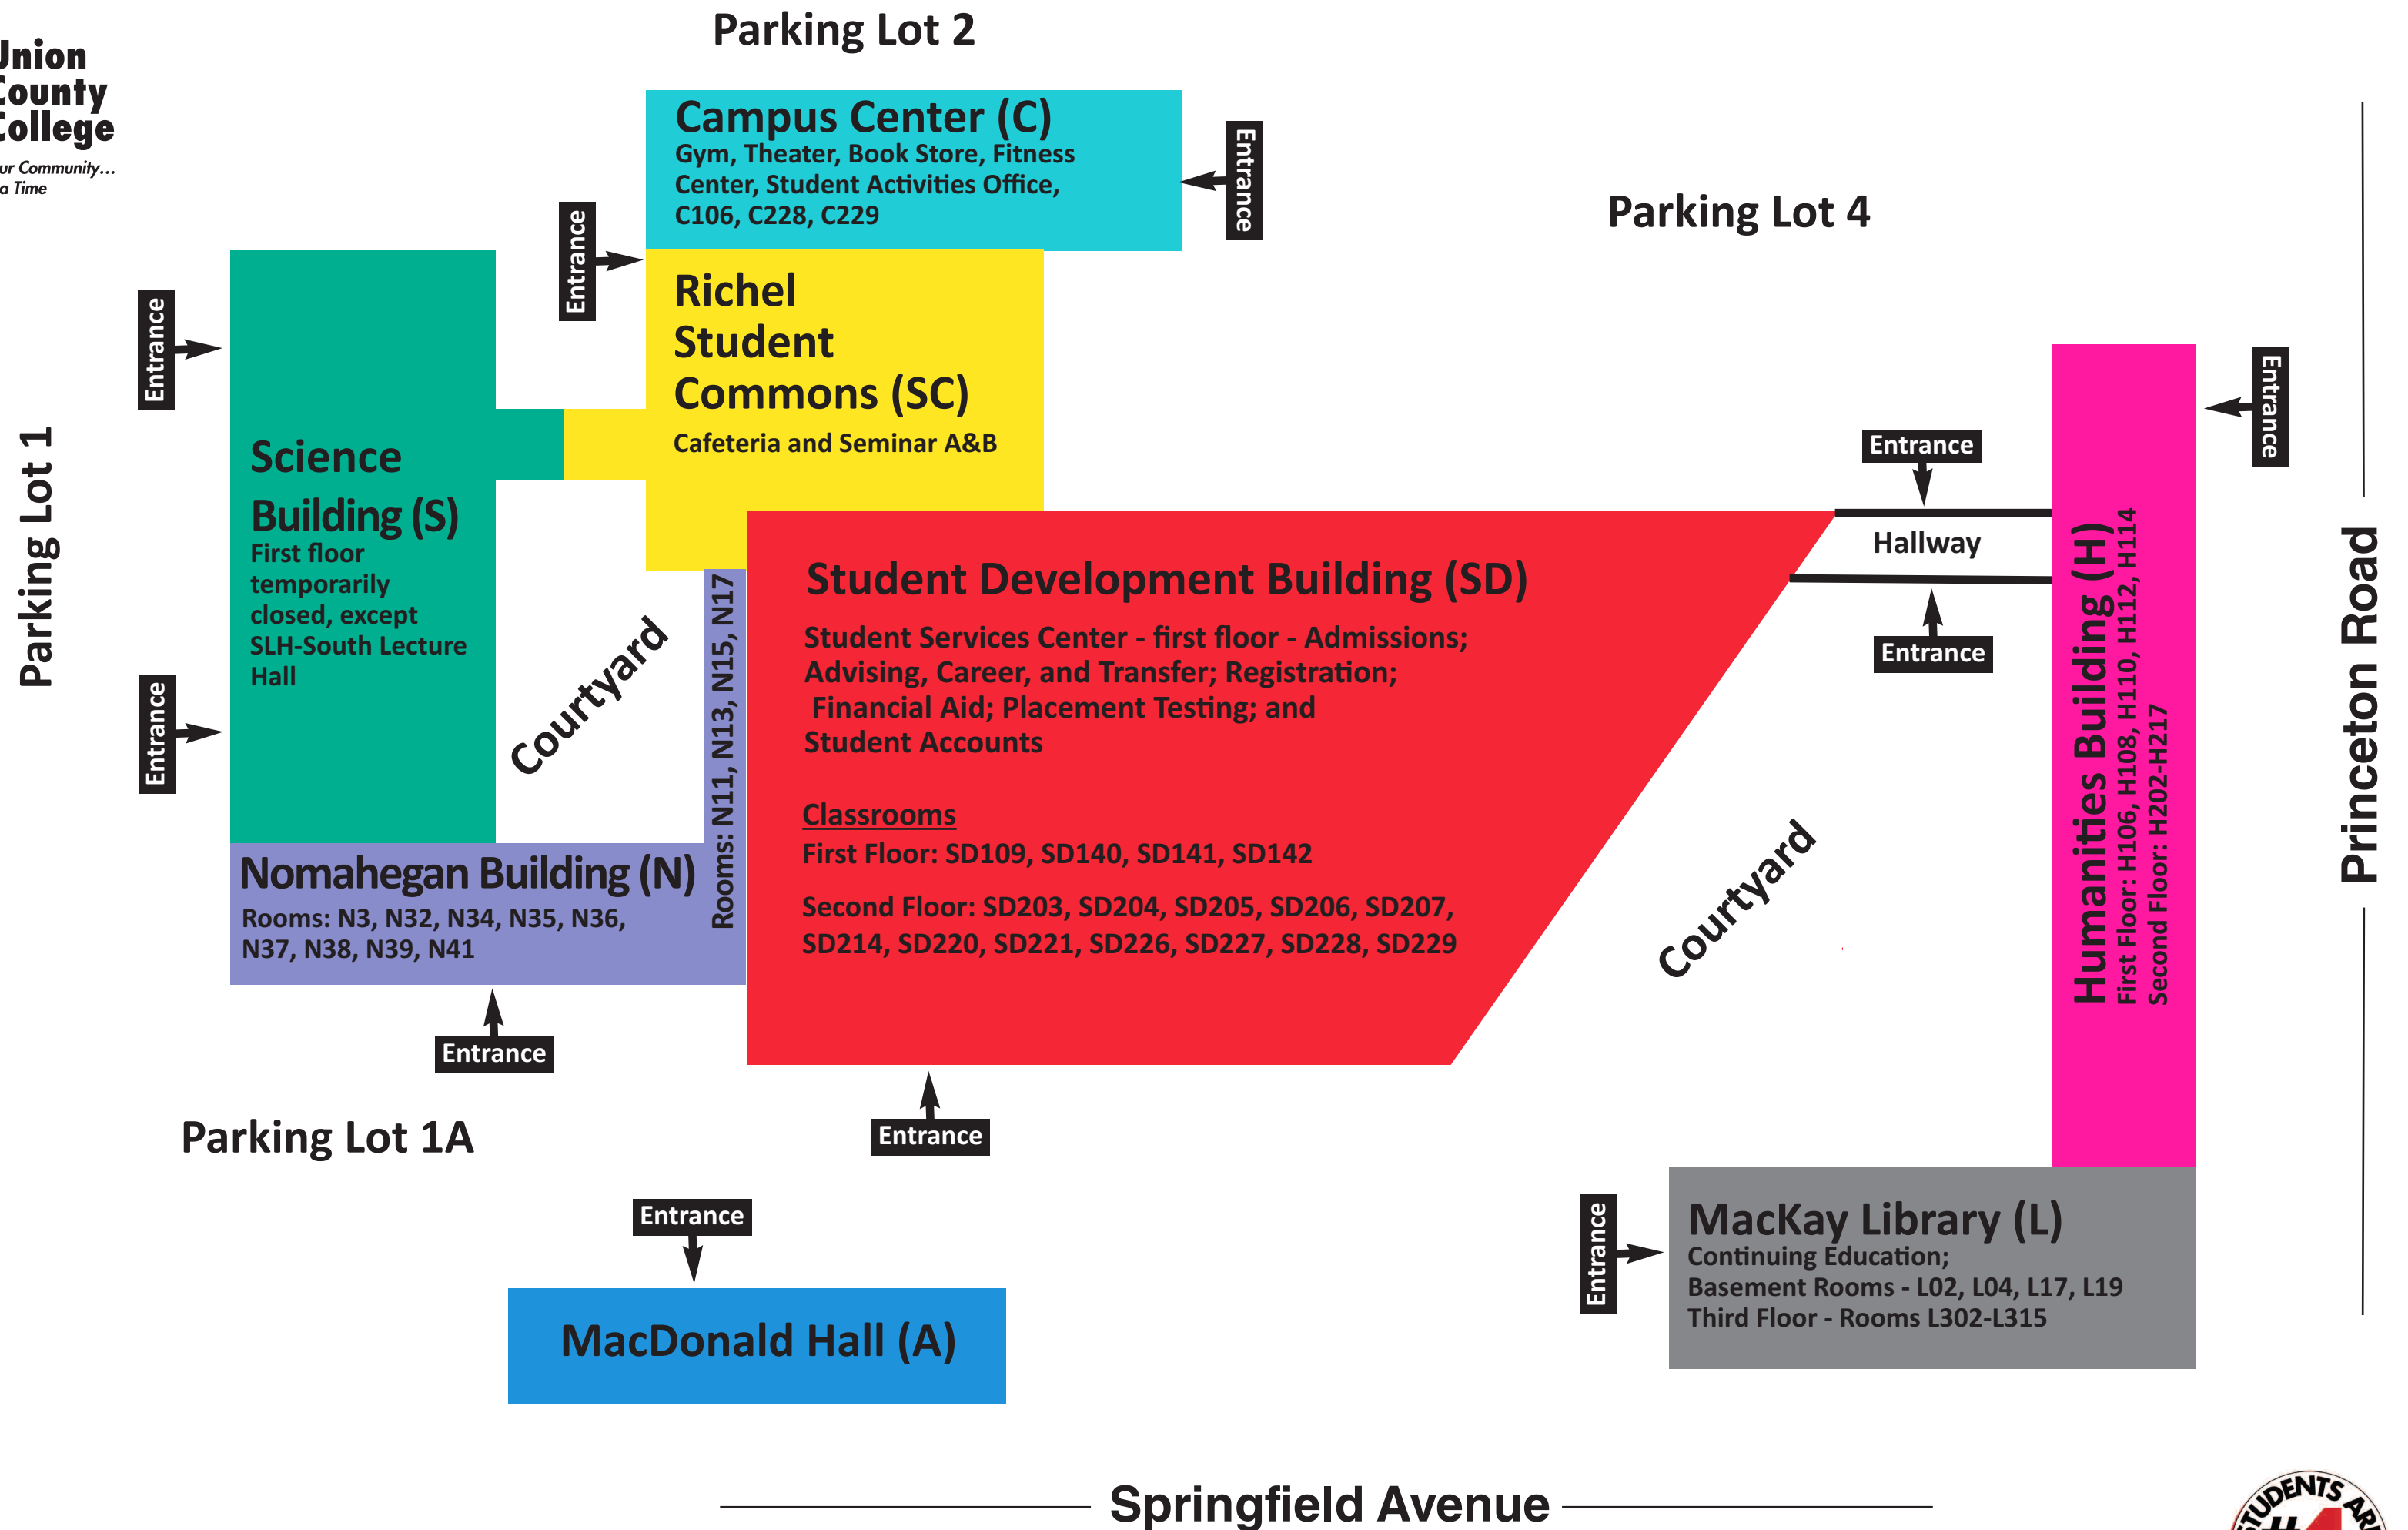 Parking Lot 2
Union
County
College
ur Community...
a Time
Campus Center (C)
Gym, Theater, Book Store, Fitness
Center, Student Activities Office,
C106, C228, C229
Entrance
Entrance
Parking Lot 4
Richel
Student
Commons (SC)
Cafeteria and Seminar A&B
Entrance
Entrance
Parking Lot 1
Science
Building (S)
First floor
temporarily
closed, except
SLH-South Lecture
Hall
Entrance
Courtyard
Rooms: N11, N13, N15, N17
Nomahegan Building (N)
Rooms: N3, N32, N34, N35, N36,
N37, N38, N39, N41
Entrance
Student Development Building (SD)
Student Services Center - first floor - Admissions;
Advising, Career, and Transfer; Registration;
Financial Aid; Placement Testing; and
Student Accounts
Classrooms
First Floor: SD109, SD140, SD141, SD142
Second Floor: SD203, SD204, SD205, SD206, SD207,
SD214, SD220, SD221, SD226, SD227, SD228, SD229
Entrance
Entrance
Hallway
Entrance
Courtyard
Humanities Building (H)
First Floor: H106, H108, H110, H112, H114
Second Floor: H202-H217
Entrance
Princeton Road
Parking Lot 1A
Entrance
MacDonald Hall (A)
Entrance
MacKay Library (L)
Continuing Education;
Basement Rooms - L02, L04, L17, L19
Third Floor - Rooms L302-L315
Springfield Avenue
STUDENTS ARE
#1